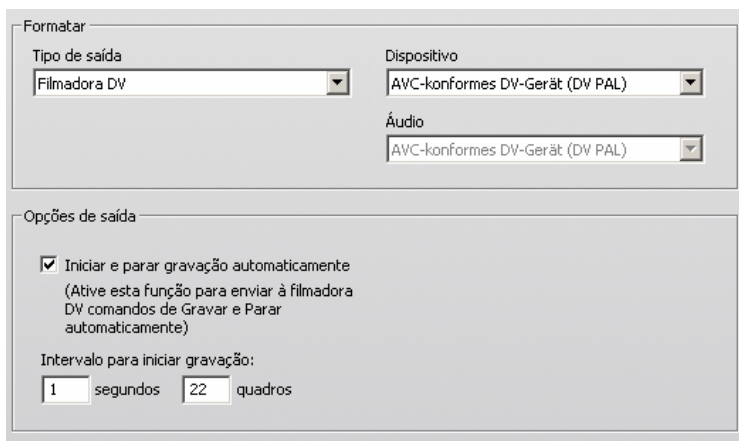 Formatar
Tipo de saída
Filmadora DV
Dispositivo
AVC-konformes DV-Gerät (DV PAL)
Áudio
AVC-konformes DV-Gerät (DV PAL)
Opções de saída
Iniciar e parar gravação automaticamente
(Ative esta função para enviar à filmadora
DV comandos de Gravar e Parar
automaticamente)
Intervalo para iniciar gravação:
1 segundos 22 quadros